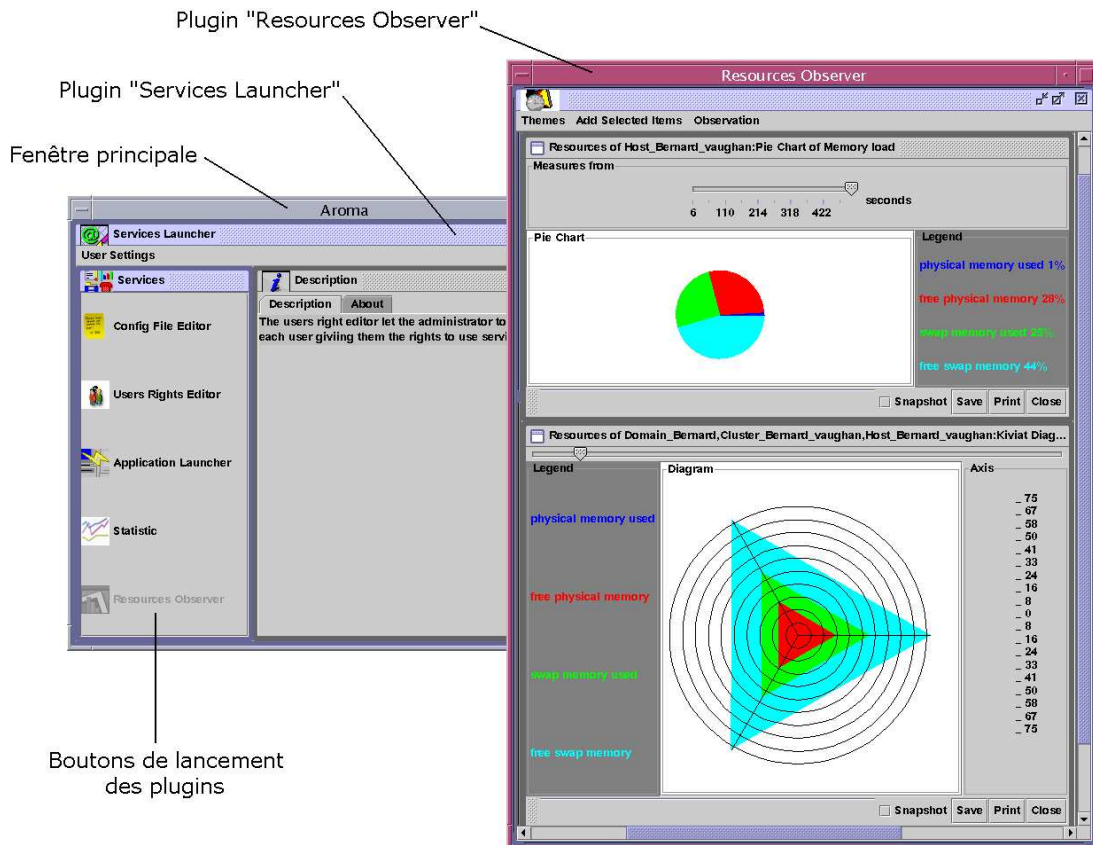 Plugin "Resources Observer"
Plugin "Services Launcher"
Fenêtre principale
Aroma
Services Launcher
User Settings
Services
Config File Editor
Users Rights Editor
Application Launcher
Statistic
Resources Observer
Description
Description About
The users right editor let the administrator to
each user giviing them the rights to use servi
Boutons de lancement
des plugins
Resources Observer
Themes Add Selected Items Observation
Resources of Host_Bernard_vaughan:Pie Chart of Memory load
Measures from
seconds
6 110 214 318 422
Pie Chart
Legend
physical memory used 1%
free physical memory 28%
swap memory used 25%
free swap memory 44%
Snapshot Save Print Close
Resources of Domain_Bernard,Cluster_Bernard_vaughan,Host_Bernard_vaughan:Kiviat Diag...
Legend
physical memory used
free physical memory
swap memory used
free swap memory
Diagram
Axis
_ 75
_ 67
_ 58
_ 50
_ 41
_ 33
_ 24
_ 16
_ 8
_ 0
_ 8
_ 16
_ 24
_ 33
_ 41
_ 50
_ 58
_ 67
_ 75
Snapshot Save Print Close